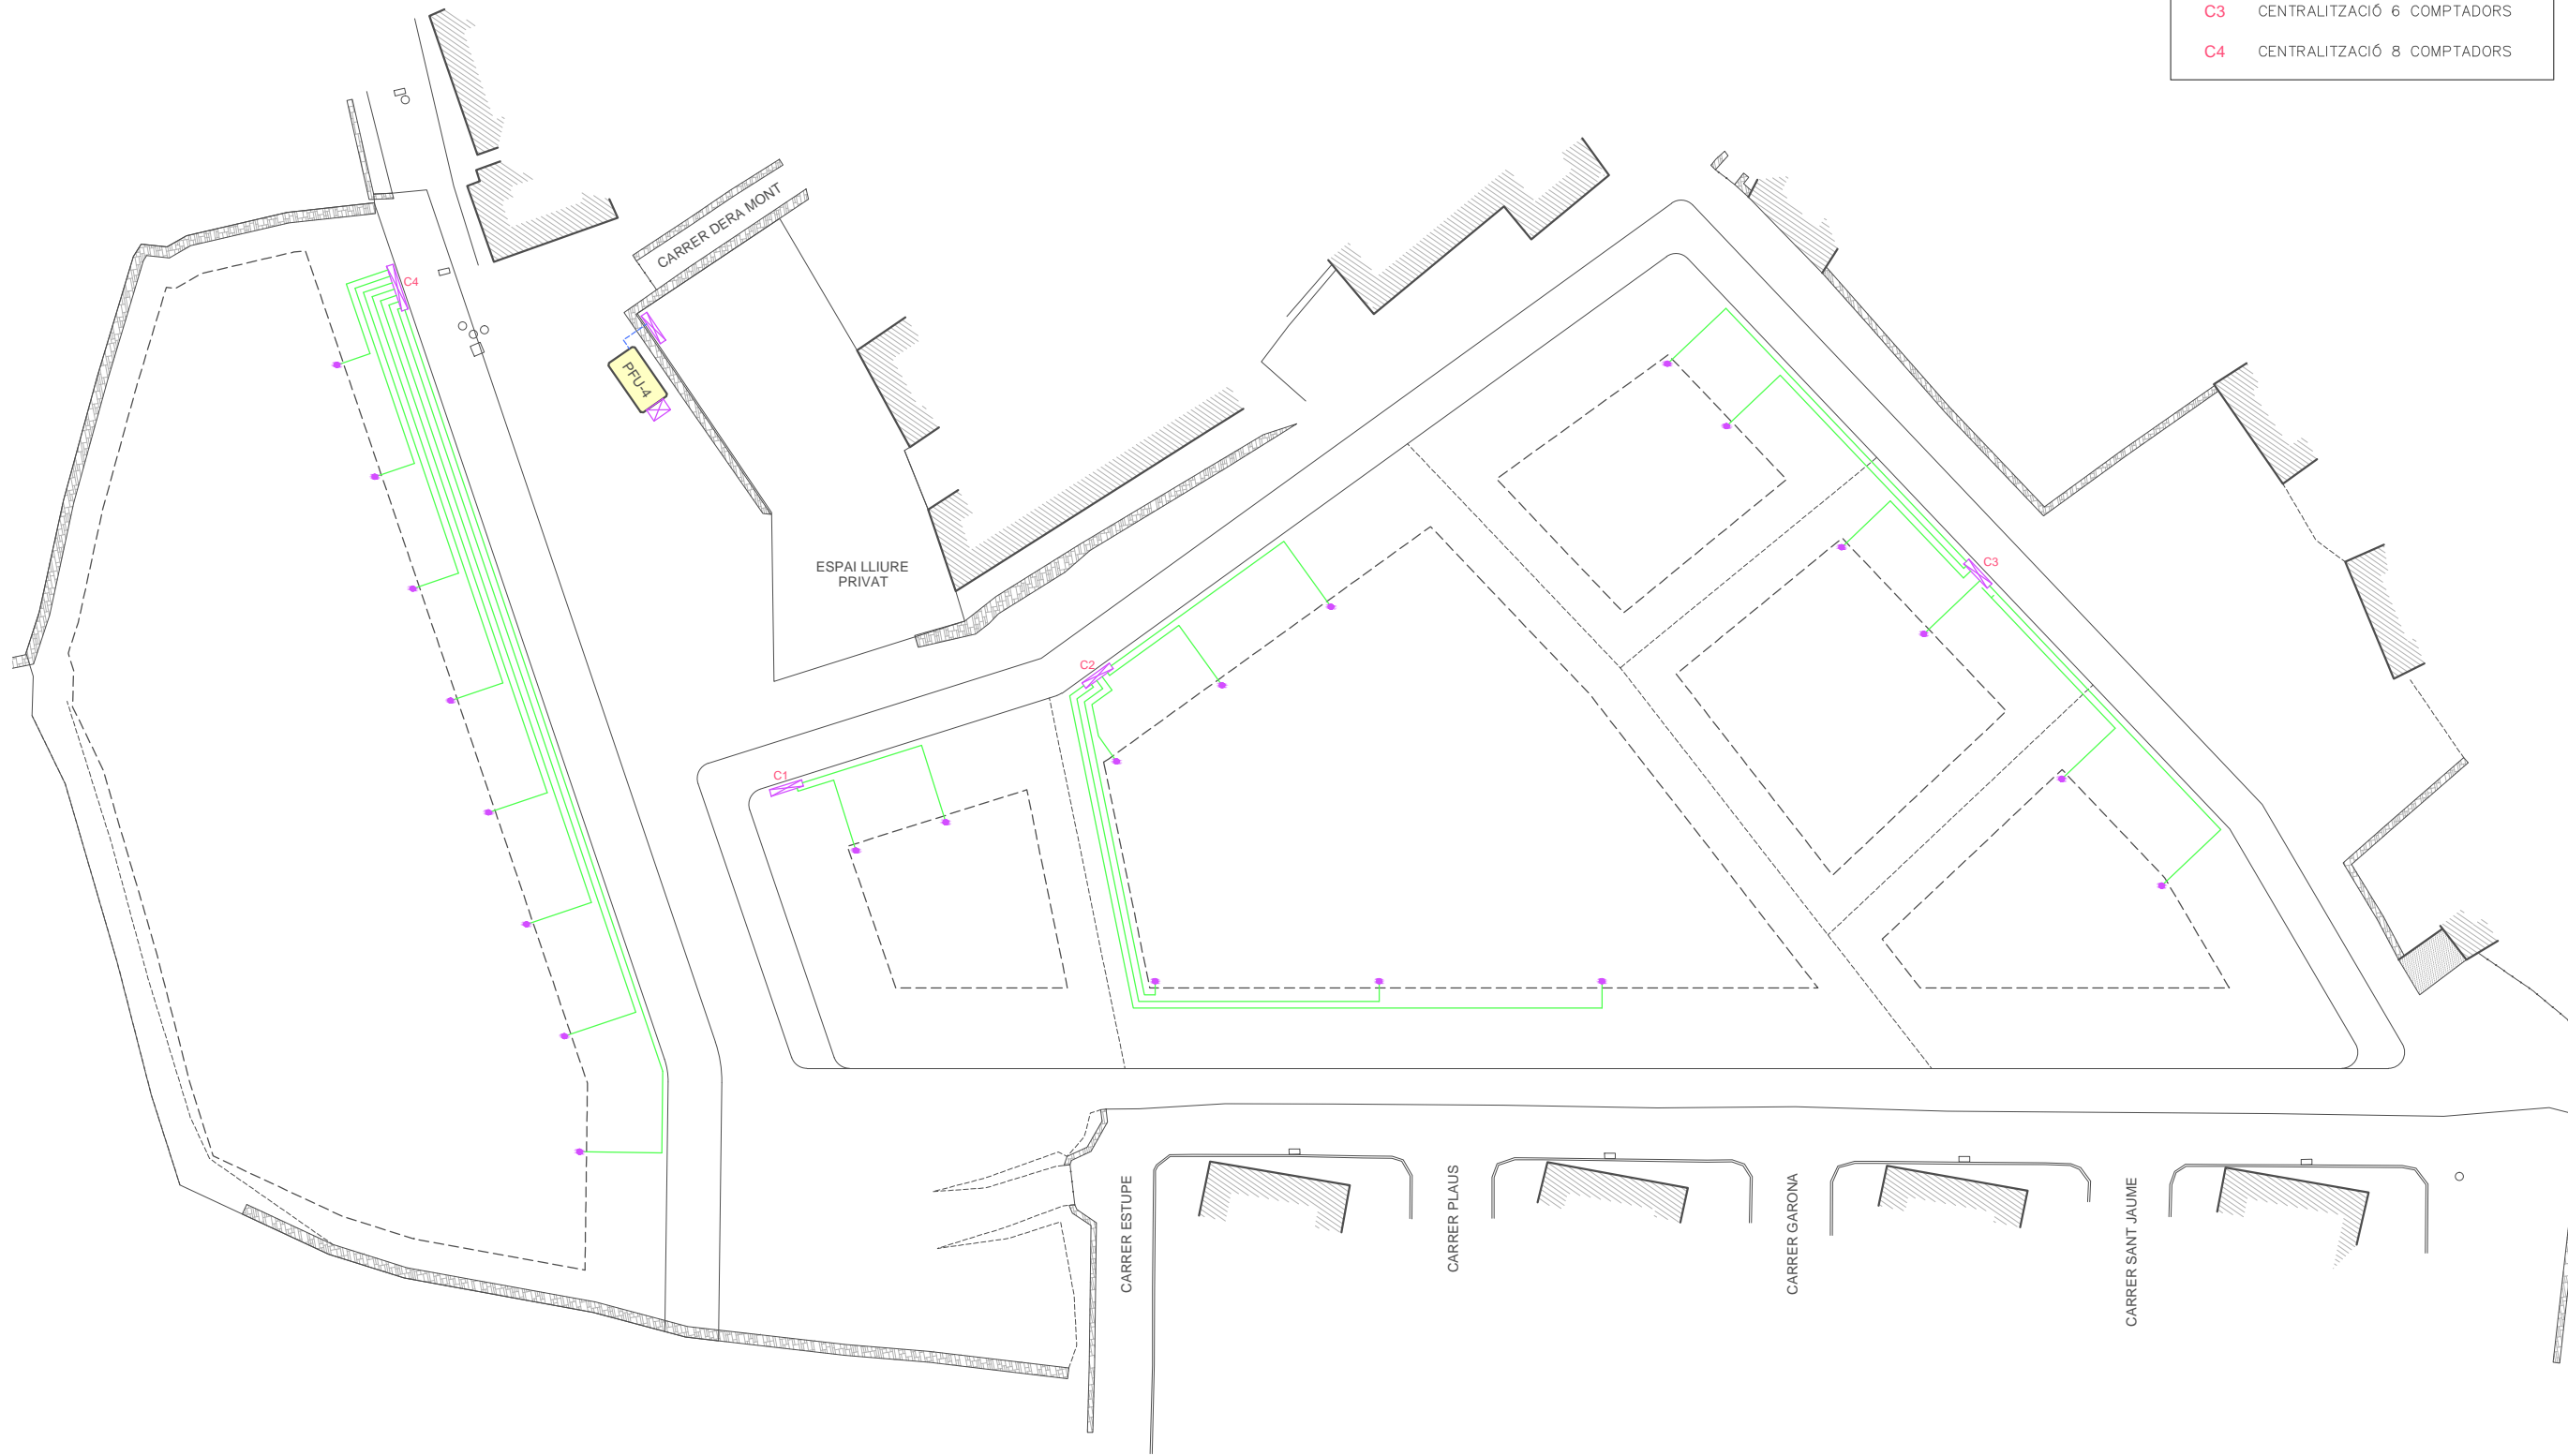 C3 CENTRALITZACIÓ 6 COMPTADORS
C4 CENTRALITZACIÓ 8 COMPTADORS
CARRER DERA MONT
C4
PFU-4
ESPAI LLIURE
PRIVAT
C3
C2
C1
CARRER ESTUPE
CARRER PLAUS
CARRER GARONA
CARRER SANT JAUME